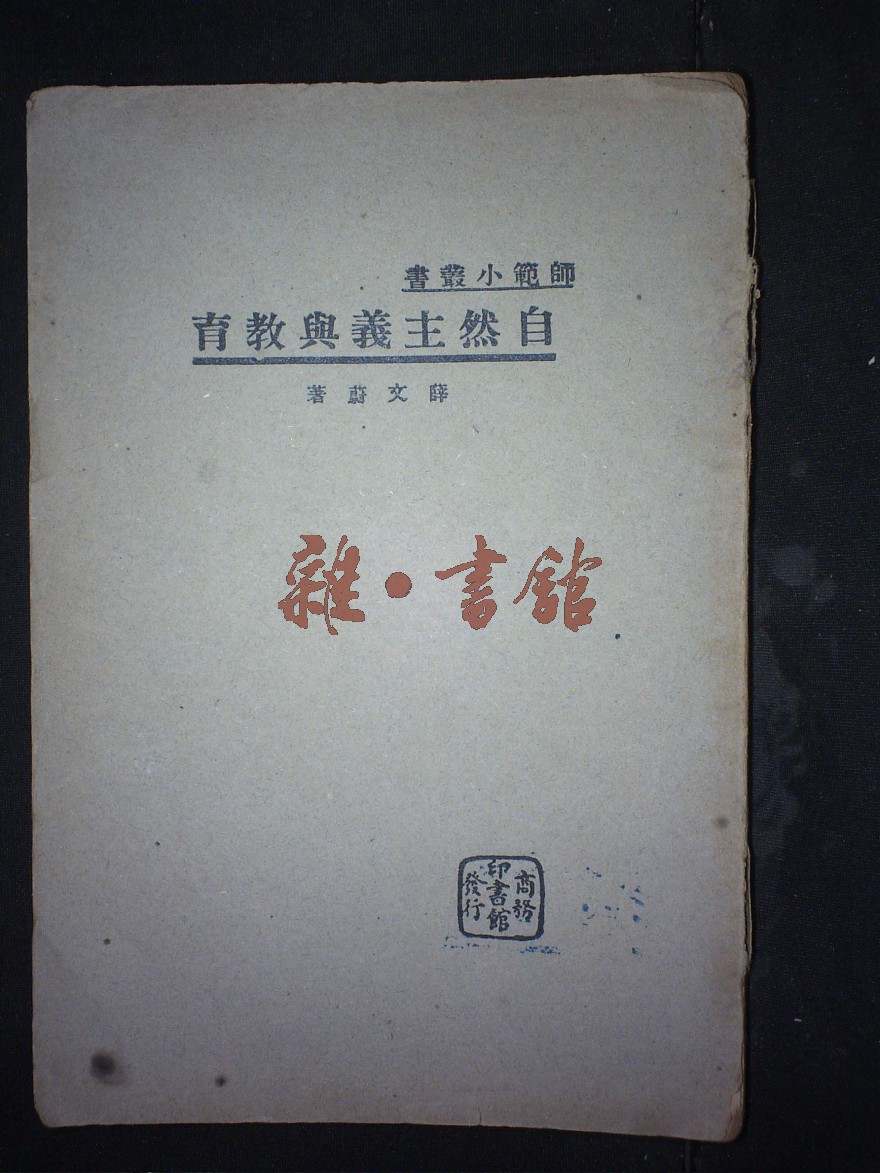 師範小叢書
自然主義與教育
薛文蔚著
雜·書館
商務
印書館
發行